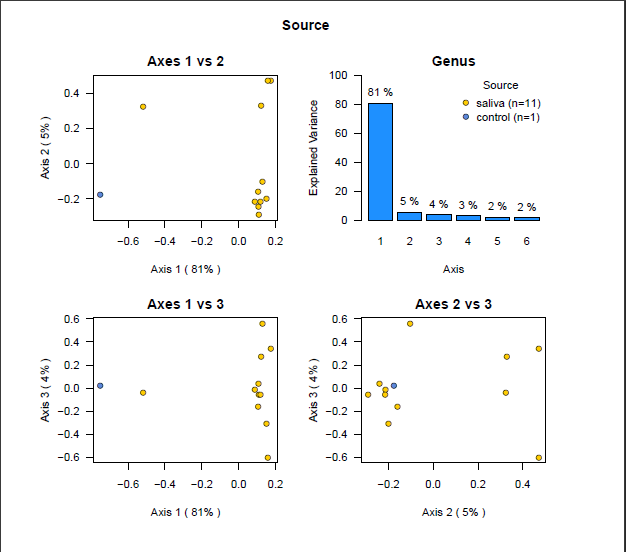 Source
Axes 1 vs 2
Axis 2 ( 5% )
0.4
0.2
0.0
−0.2
−0.6 −0.4 −0.2 0.0 0.2
Axis 1 ( 81% )
Genus
Explained Variance
100
80
60
40
20
0
81 %
5 % 4 % 3 % 2 % 2 %
Source
saliva (n=11)
control (n=1)
1 2 3 4 5 6
Axis
Axes 1 vs 3
Axis 3 ( 4% )
0.6
0.4
0.2
0.0
−0.2
−0.4
−0.6
−0.6 −0.4 −0.2 0.0 0.2
Axis 1 ( 81% )
Axes 2 vs 3
Axis 3 ( 4% )
0.6
0.4
0.2
0.0
−0.2
−0.4
−0.6
−0.2 0.0 0.2 0.4
Axis 2 ( 5% )